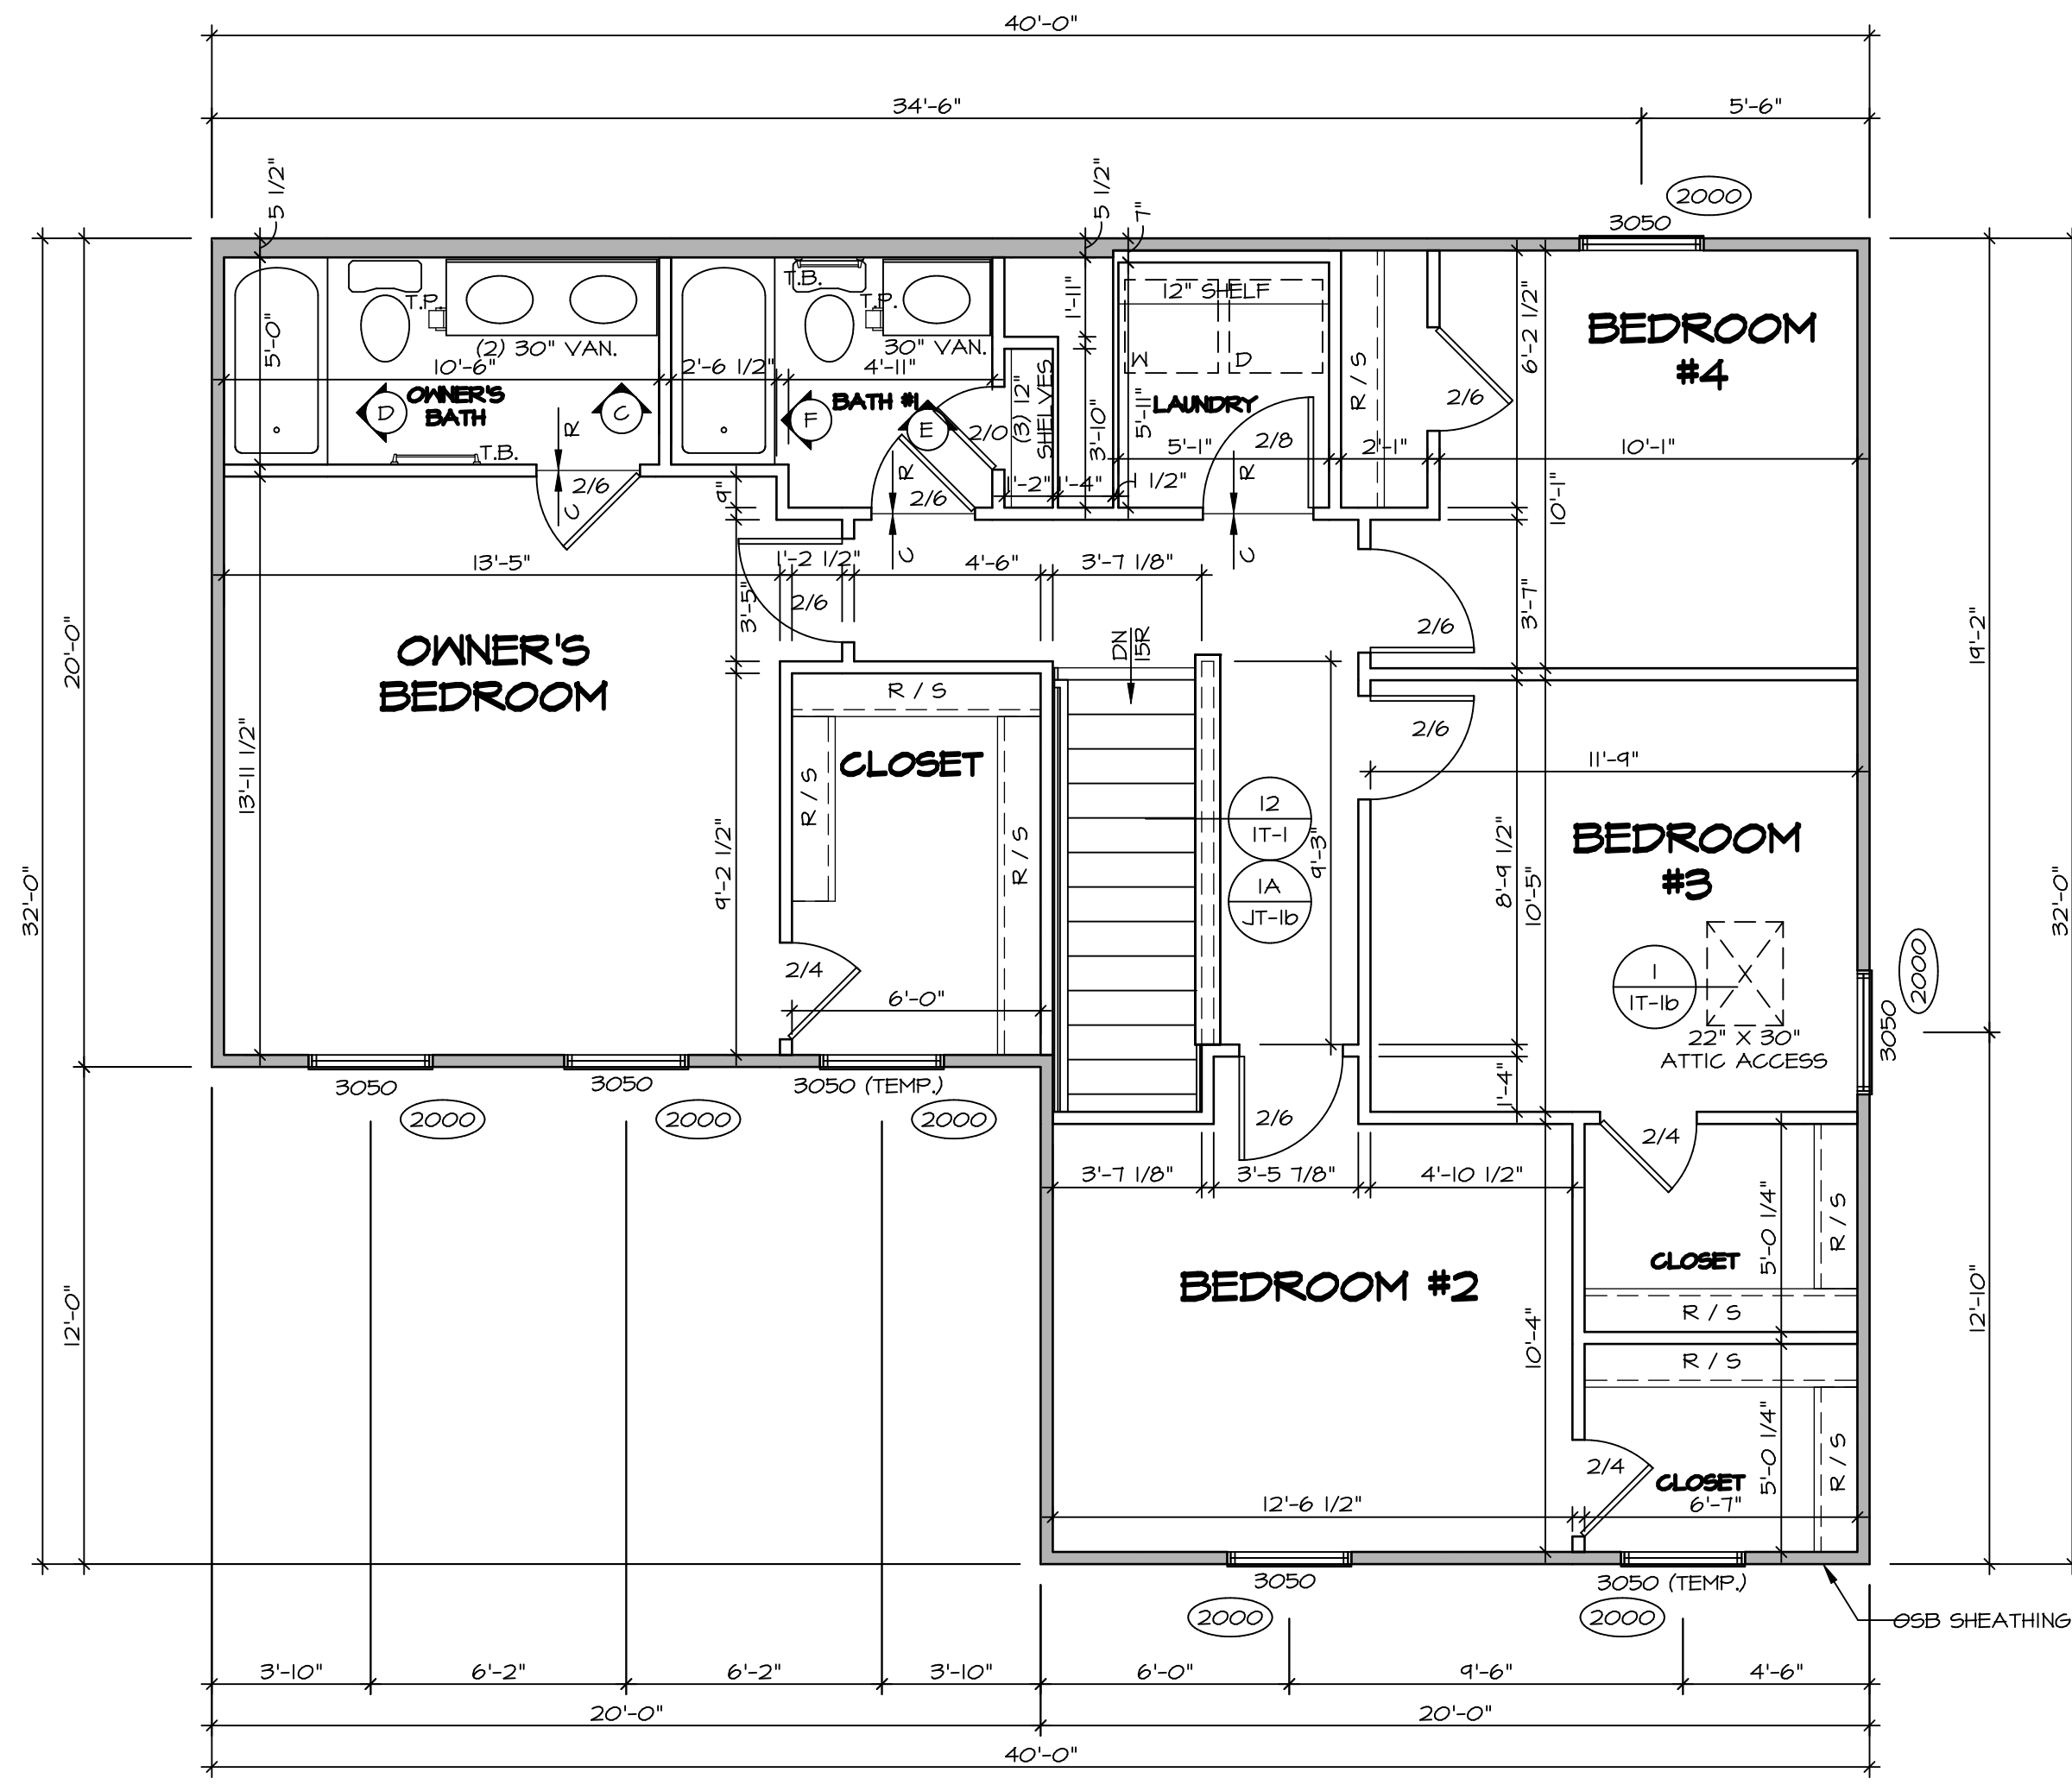 40'-0"
34'-6"
5'-6"
5 1/2"
5 1/2"
7"
2000
3050
T.B.
T.P.
T.P.
12" SHELF
1'-11"
6'-2 1/2"
BEDROOM
#4
5'-0"
(2) 30" VAN.
30" VAN.
10'-6"
2'-6 1/2"
4'-11"
W
D
R / S
2/6
OWNER'S
BATH
D
C
BATH #1
F
E
(3) 12"
SHELVES
3'-10"
5'-11"
LAUNDRY
R
T.B.
2/0
5'-1"
2/8
2'-1"
10'-1"
2/6
C
9"
R
2/6
1'-2"
1'-4"
1 1/2"
R
10'-1"
13'-5"
1'-2 1/2"
C
4'-6"
3'-7 1/8"
C
3'-5"
2/6
3'-7"
2/6
20'-0"
19'-2"
OWNER'S
BEDROOM
DN
15R
R / S
13'-11 1/2"
CLOSET
R / S
R / S
2/6
11'-9"
12
1T-1
9'-3"
1A
JT-1b
9'-2 1/2"
8'-9 1/2"
10'-5"
BEDROOM
#3
32'-0"
32'-0"
2/4
6'-0"
1
1T-1b
22" X 30"
ATTIC ACCESS
2000
3050
3050
3050
3050 (TEMP.)
2000
2000
2000
1'-4"
2/6
2/4
3'-7 1/8"
3'-5 7/8"
4'-10 1/2"
5'-0 1/4"
R / S
CLOSET
BEDROOM #2
R / S
12'-0"
12'-10"
10'-4"
R / S
5'-0 1/4"
R / S
2/4
CLOSET
12'-6 1/2"
6'-7"
3050
3050 (TEMP.)
2000
2000
OSB SHEATHING
3'-10"
6'-2"
6'-2"
3'-10"
6'-0"
9'-6"
4'-6"
20'-0"
20'-0"
40'-0"